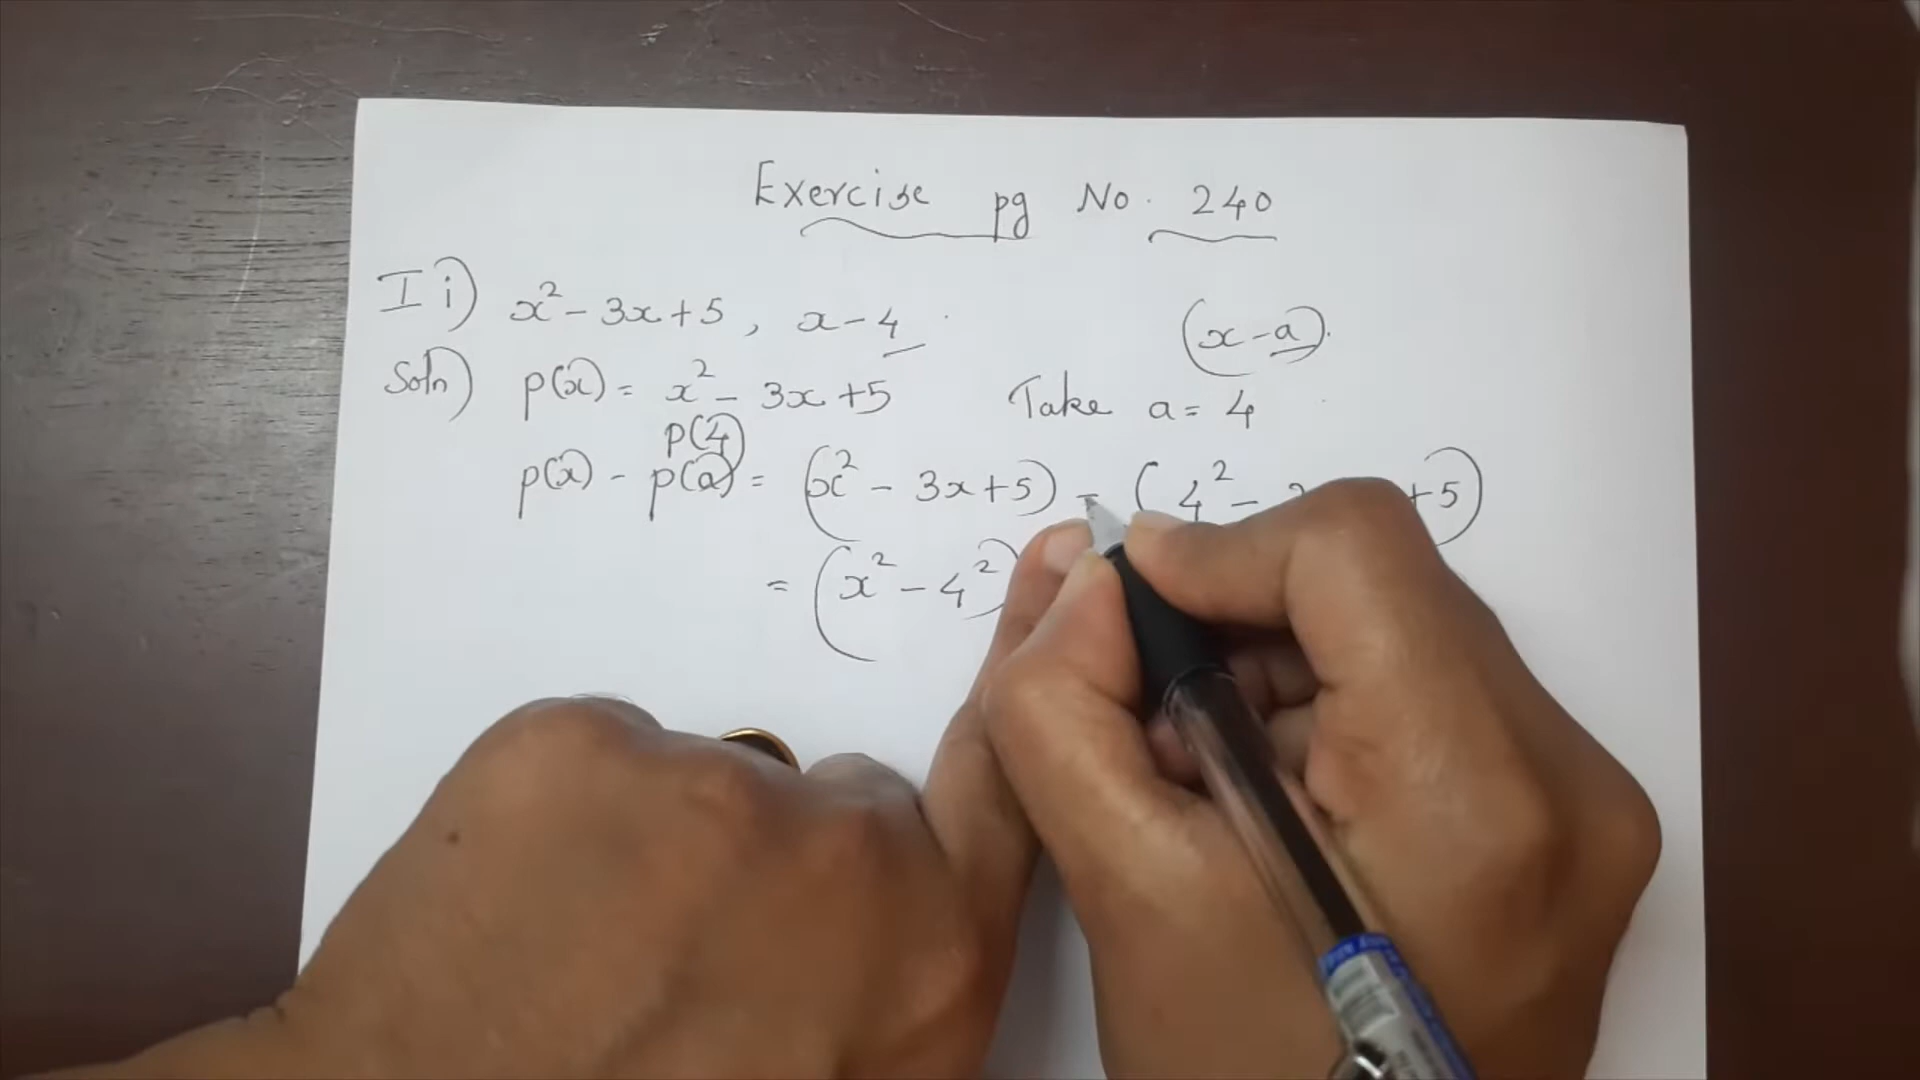 Exercise pg No. 240
I i) x² - 3x + 5, x - 4
(x - a).
Soln) p(x) = x² - 3x + 5 Take a = 4
p(4)
p(x) - p(a) = (x² - 3x + 5) - (4² - +5)
= (x² - 4²)